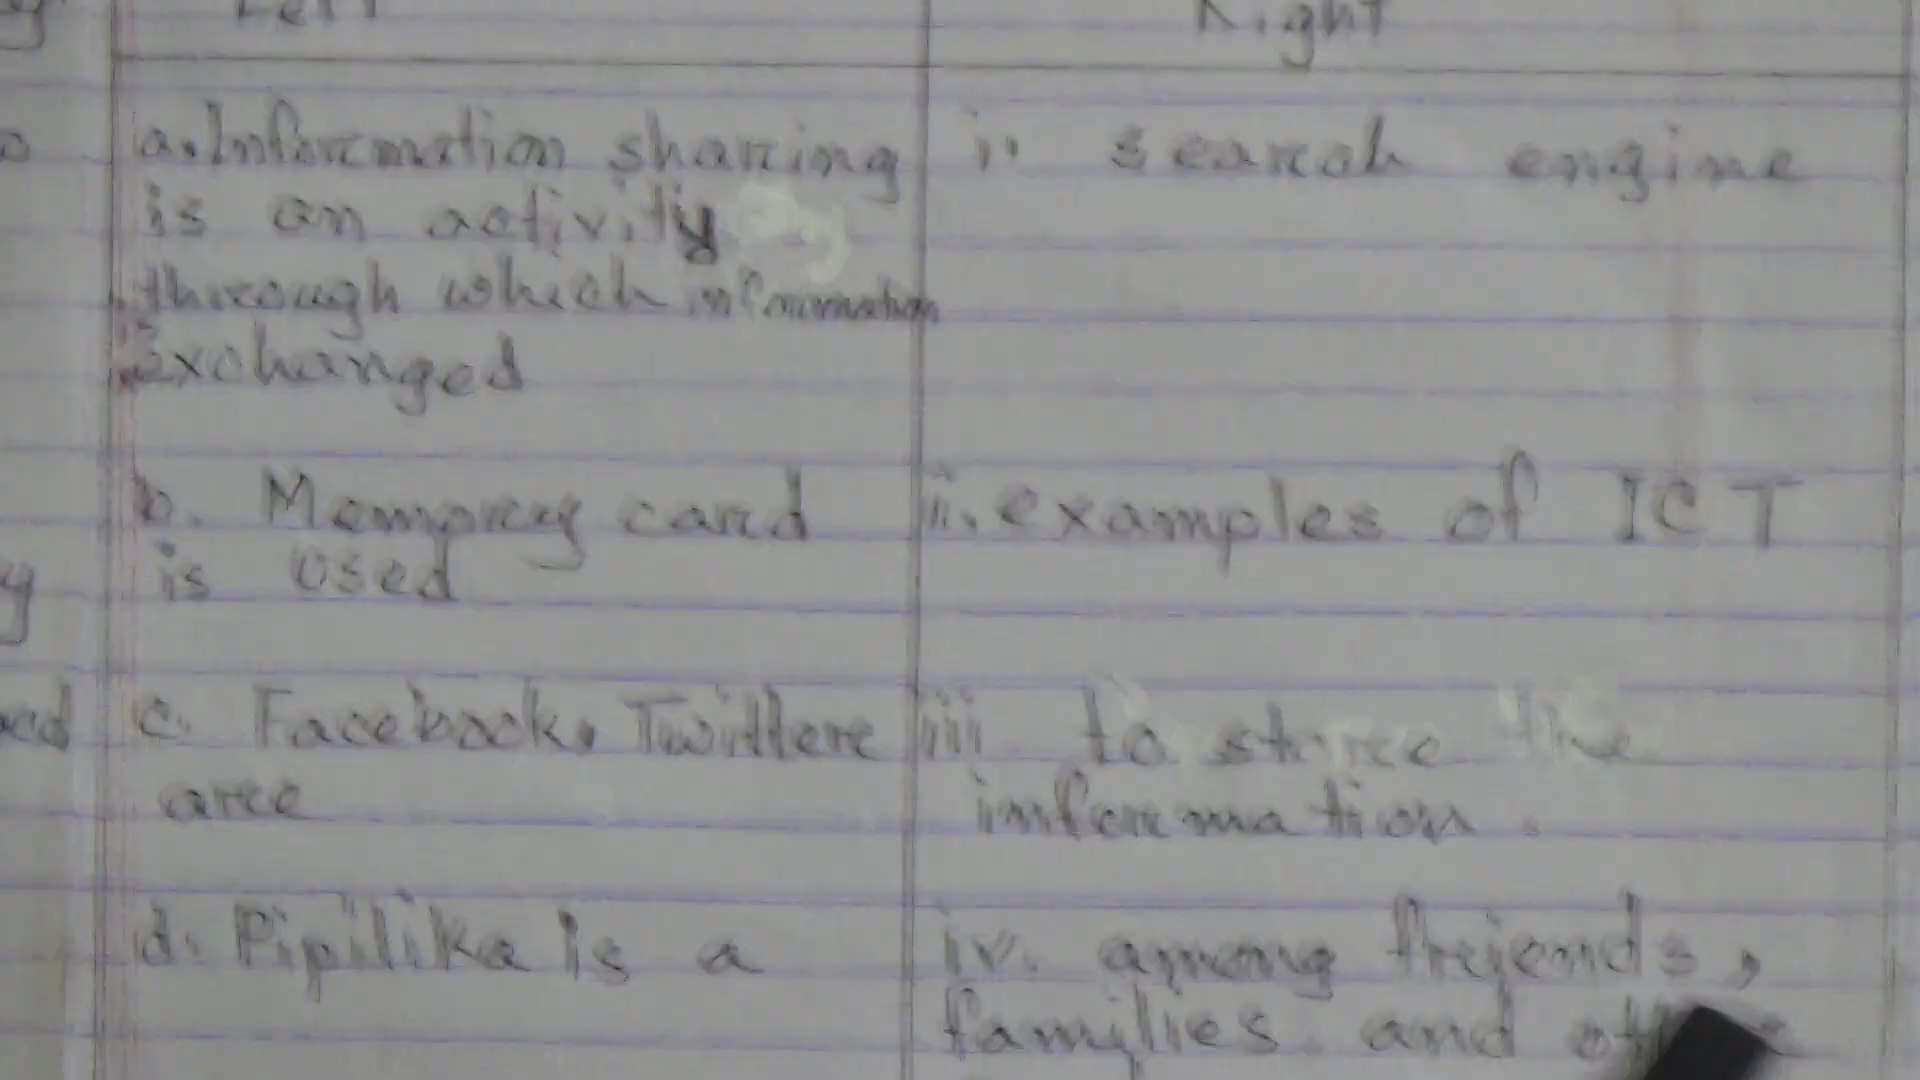 Left
Right
a. Information sharing
is an activity
through which information
exchanged
i. search engine
b. Memory card
is used
ii. examples of ICT
c. Facebook, Twitter
are
iii to store the
information.
d. Pipilika is a
iv. among friends,
families and